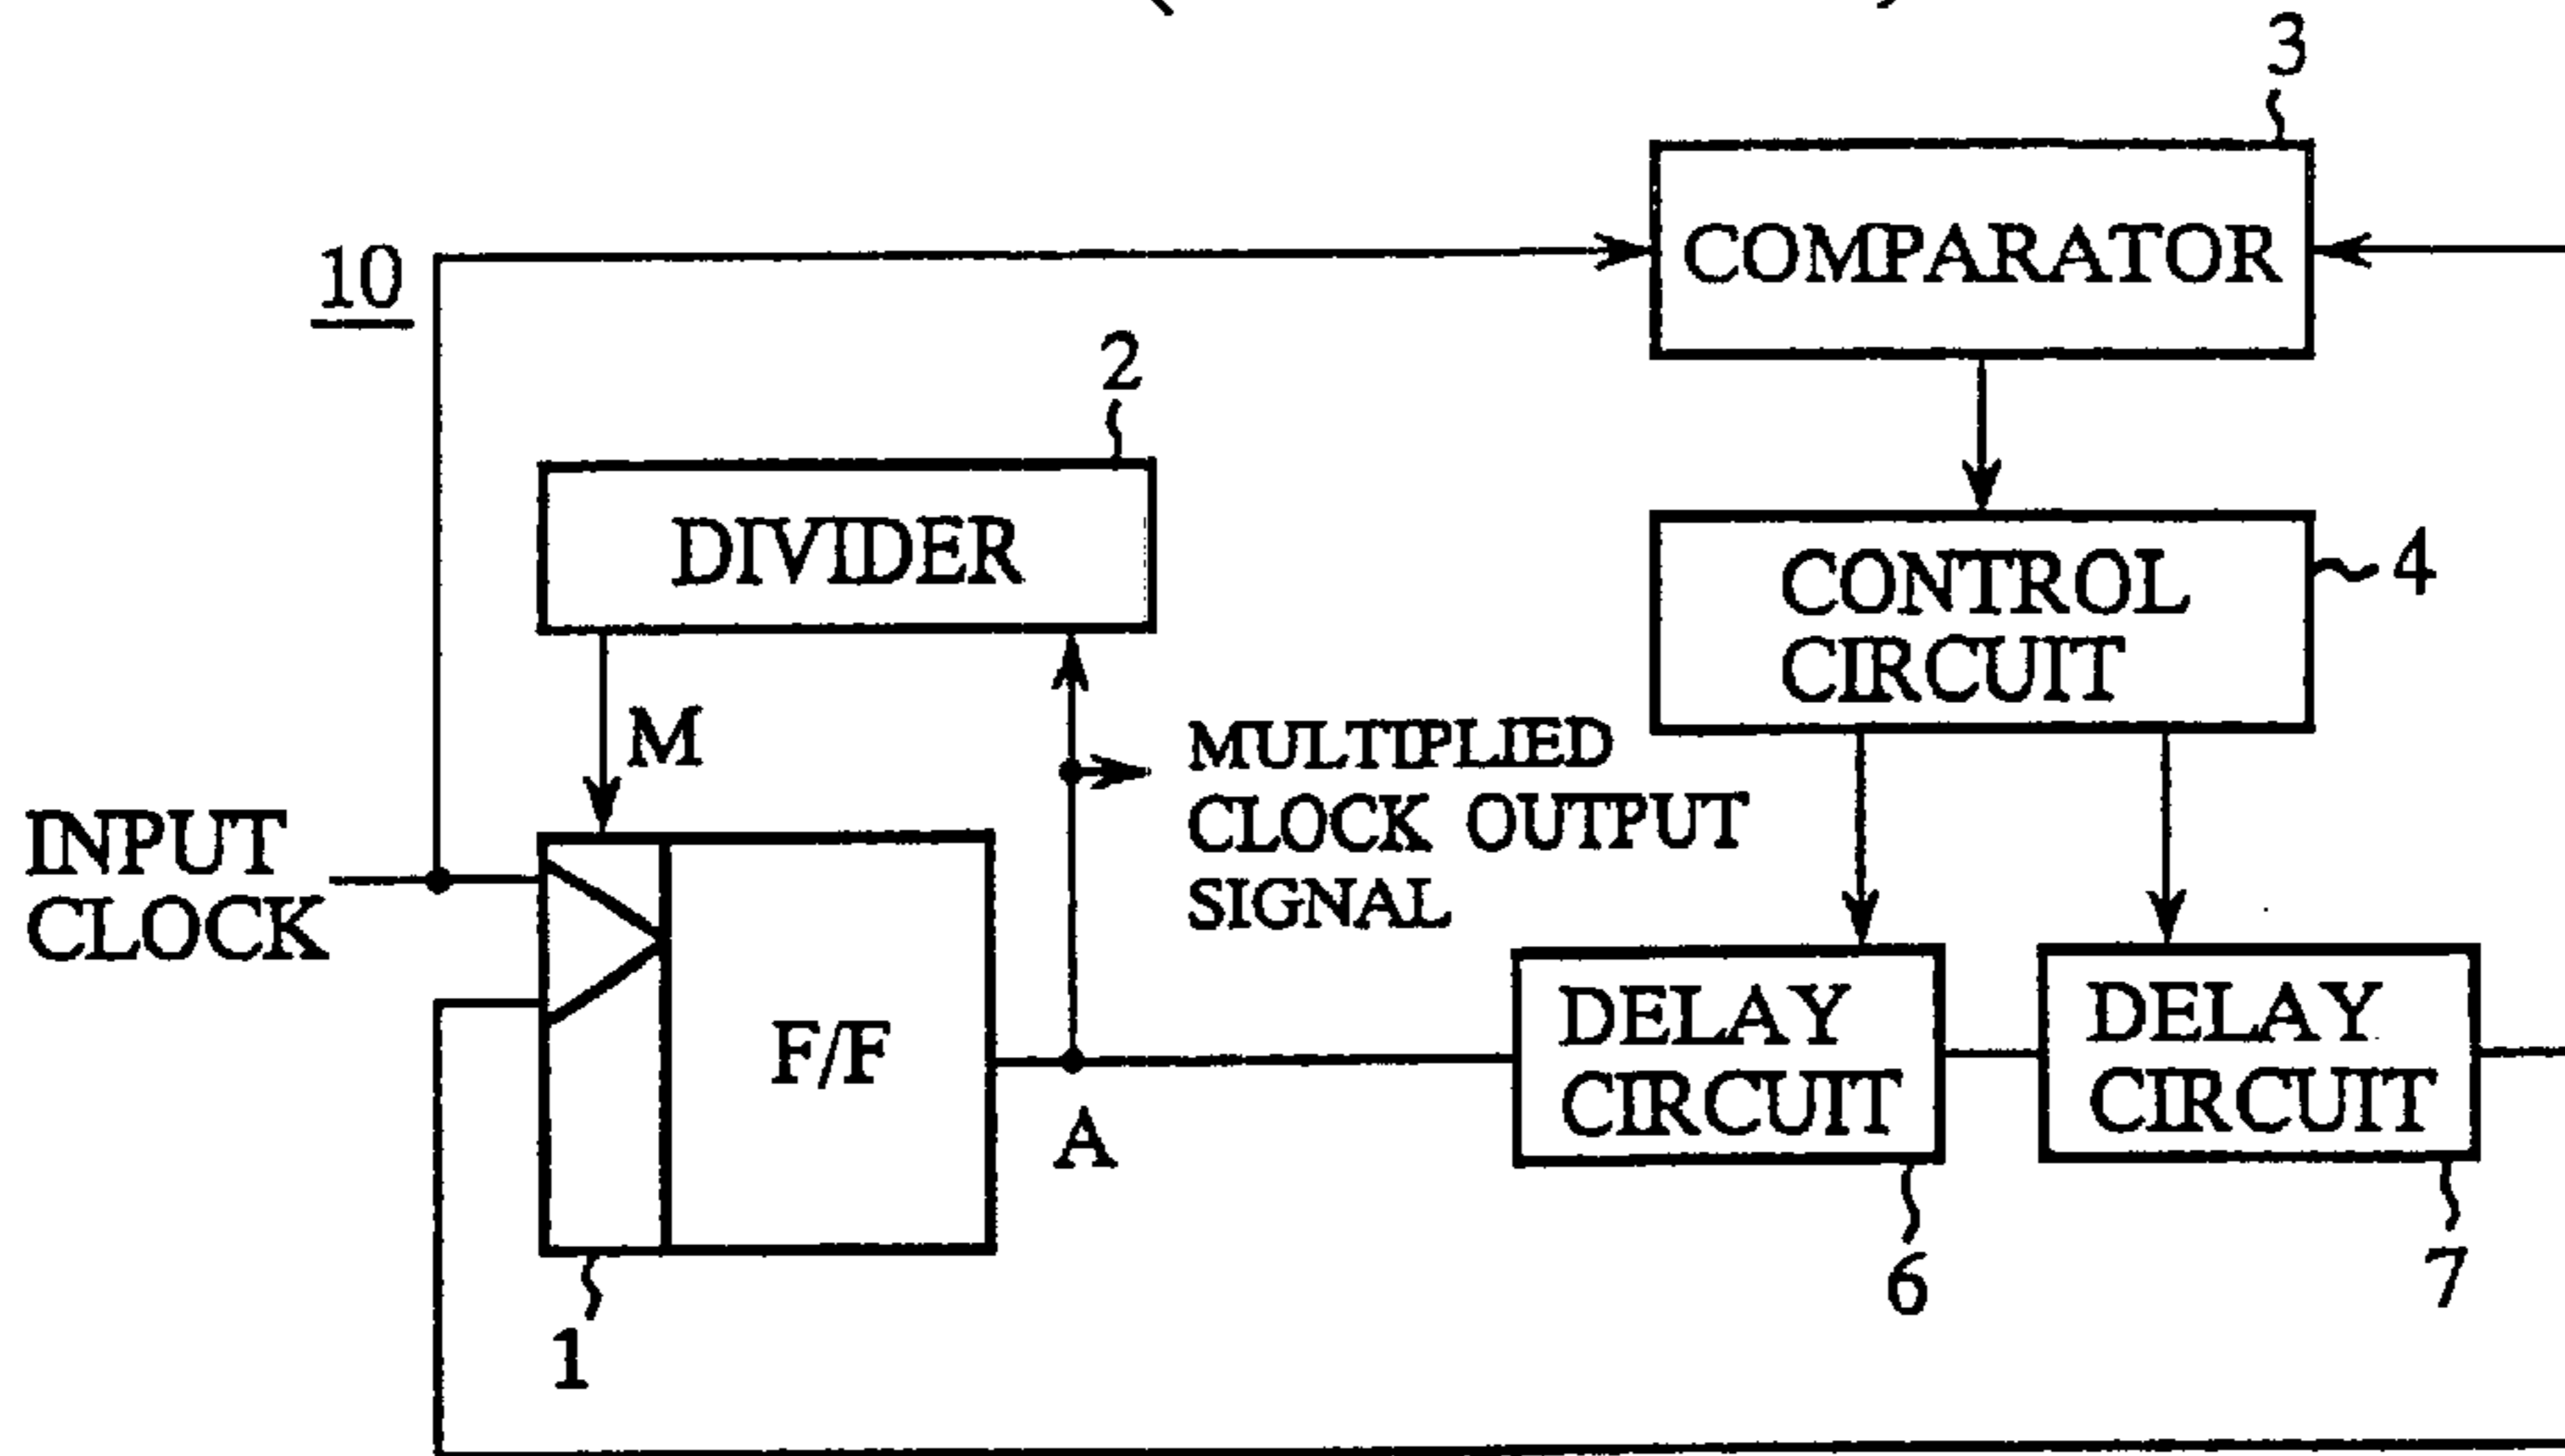 3
COMPARATOR
10
2
DIVIDER
CONTROL
CIRCUIT
4
M
MULTIPLIED
CLOCK OUTPUT
SIGNAL
INPUT
CLOCK
F/F
A
DELAY
CIRCUIT
DELAY
CIRCUIT
6
7
1